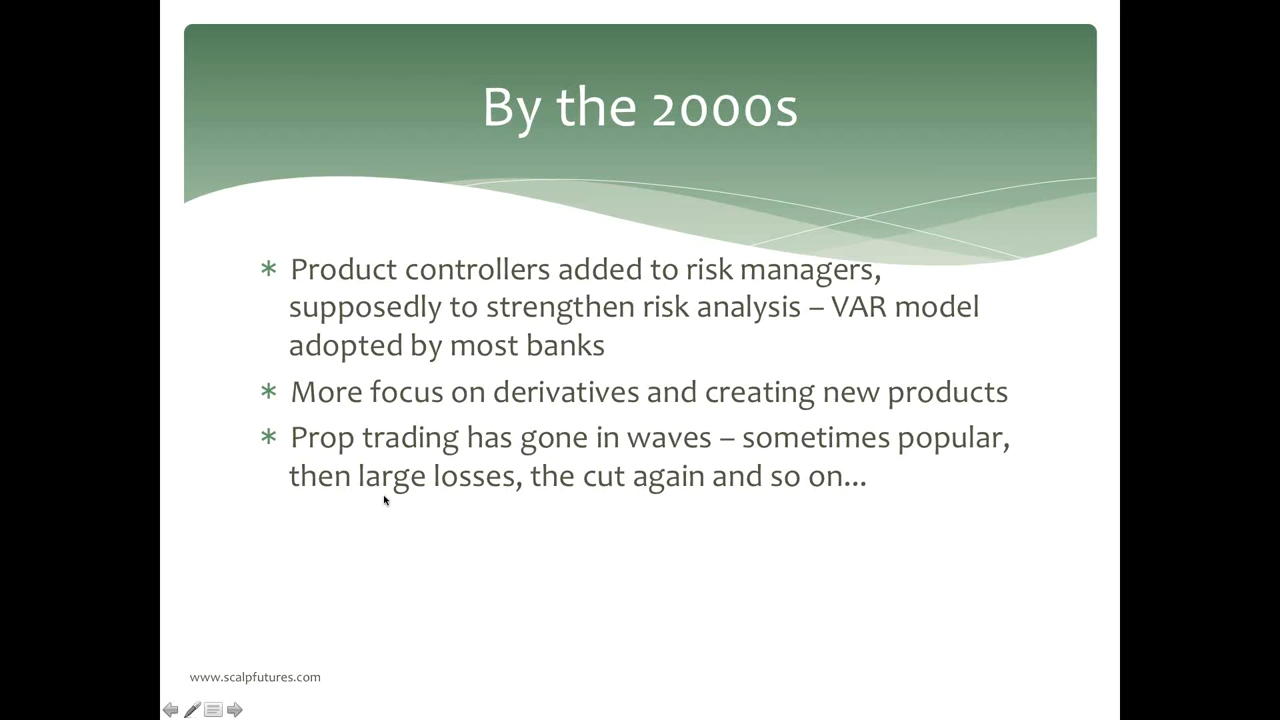 By the 2000s
* Product controllers added to risk managers,
supposedly to strengthen risk analysis – VAR model
adopted by most banks
* More focus on derivatives and creating new products
* Prop trading has gone in waves – sometimes popular,
then large losses, the cut again and so on...
www.scalpfutures.com